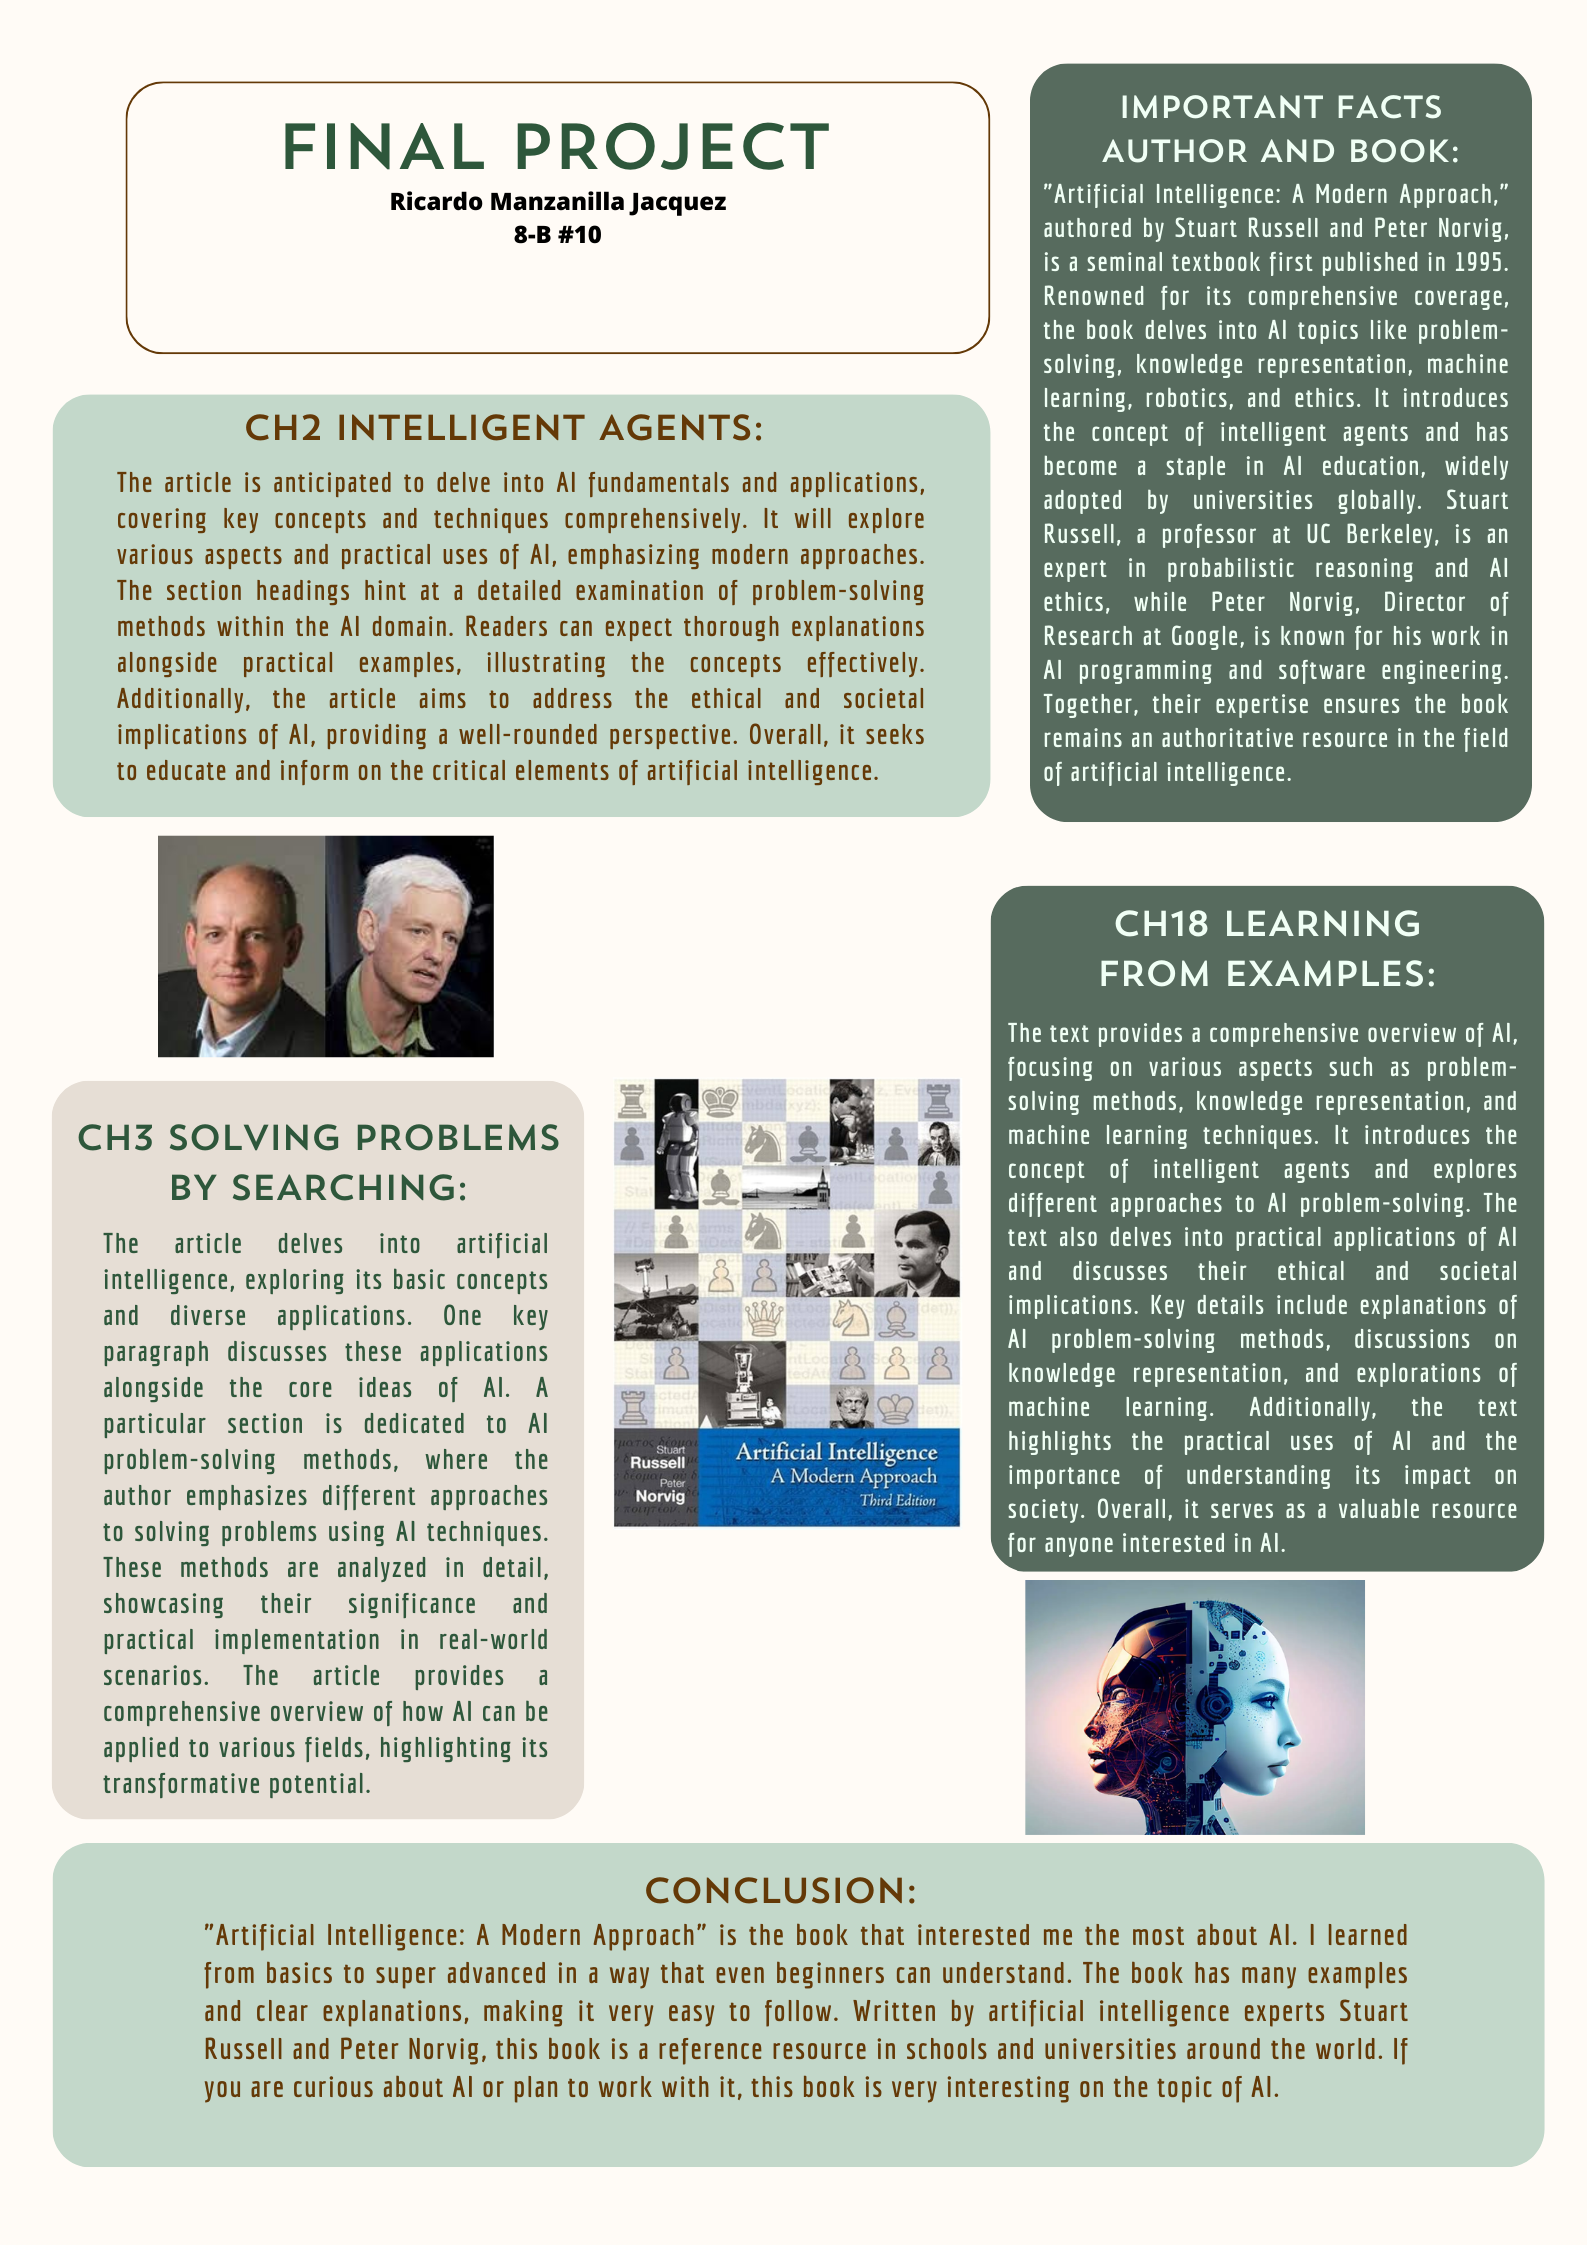 FINAL PROJECT
Ricardo Manzanilla Jacquez
8-B #10
IMPORTANT FACTS
AUTHOR AND BOOK:
"Artificial Intelligence: A Modern Approach,"
authored by Stuart Russell and Peter Norvig,
is a seminal textbook first published in 1995.
Renowned for its comprehensive coverage,
the book delves into AI topics like problem-
solving, knowledge representation, machine
learning, robotics, and ethics. It introduces
the concept of intelligent agents and has
become a staple in AI education, widely
adopted by universities globally. Stuart
Russell, a professor at UC Berkeley, is an
expert in probabilistic reasoning and AI
ethics, while Peter Norvig, Director of
Research at Google, is known for his work in
AI programming and software engineering.
Together, their expertise ensures the book
remains an authoritative resource in the field
of artificial intelligence.
CH2 INTELLIGENT AGENTS:
The article is anticipated to delve into AI fundamentals and applications,
covering key concepts and techniques comprehensively. It will explore
various aspects and practical uses of AI, emphasizing modern approaches.
The section headings hint at a detailed examination of problem-solving
methods within the AI domain. Readers can expect thorough explanations
alongside practical examples, illustrating the concepts effectively.
Additionally, the article aims to address the ethical and societal
implications of AI, providing a well-rounded perspective. Overall, it seeks
to educate and inform on the critical elements of artificial intelligence.
CH3 SOLVING PROBLEMS
BY SEARCHING:
The article delves into artificial
intelligence, exploring its basic concepts
and diverse applications. One key
paragraph discusses these applications
alongside the core ideas of AI. A
particular section is dedicated to AI
problem-solving methods, where the
author emphasizes different approaches
to solving problems using AI techniques.
These methods are analyzed in detail,
showcasing their significance and
practical implementation in real-world
scenarios. The article provides a
comprehensive overview of how AI can be
applied to various fields, highlighting its
transformative potential.
Stuart
Russell
Peter
Norvig
Artificial Intelligence
A Modern Approach
Third Edition
CH18 LEARNING
FROM EXAMPLES:
The text provides a comprehensive overview of AI,
focusing on various aspects such as problem-
solving methods, knowledge representation, and
machine learning techniques. It introduces the
concept of intelligent agents and explores
different approaches to AI problem-solving. The
text also delves into practical applications of AI
and discusses their ethical and societal
implications. Key details include explanations of
AI problem-solving methods, discussions on
knowledge representation, and explorations of
machine learning. Additionally, the text
highlights the practical uses of AI and the
importance of understanding its impact on
society. Overall, it serves as a valuable resource
for anyone interested in AI.
CONCLUSION:
"Artificial Intelligence: A Modern Approach" is the book that interested me the most about AI. I learned
from basics to super advanced in a way that even beginners can understand. The book has many examples
and clear explanations, making it very easy to follow. Written by artificial intelligence experts Stuart
Russell and Peter Norvig, this book is a reference resource in schools and universities around the world. If
you are curious about AI or plan to work with it, this book is very interesting on the topic of AI.